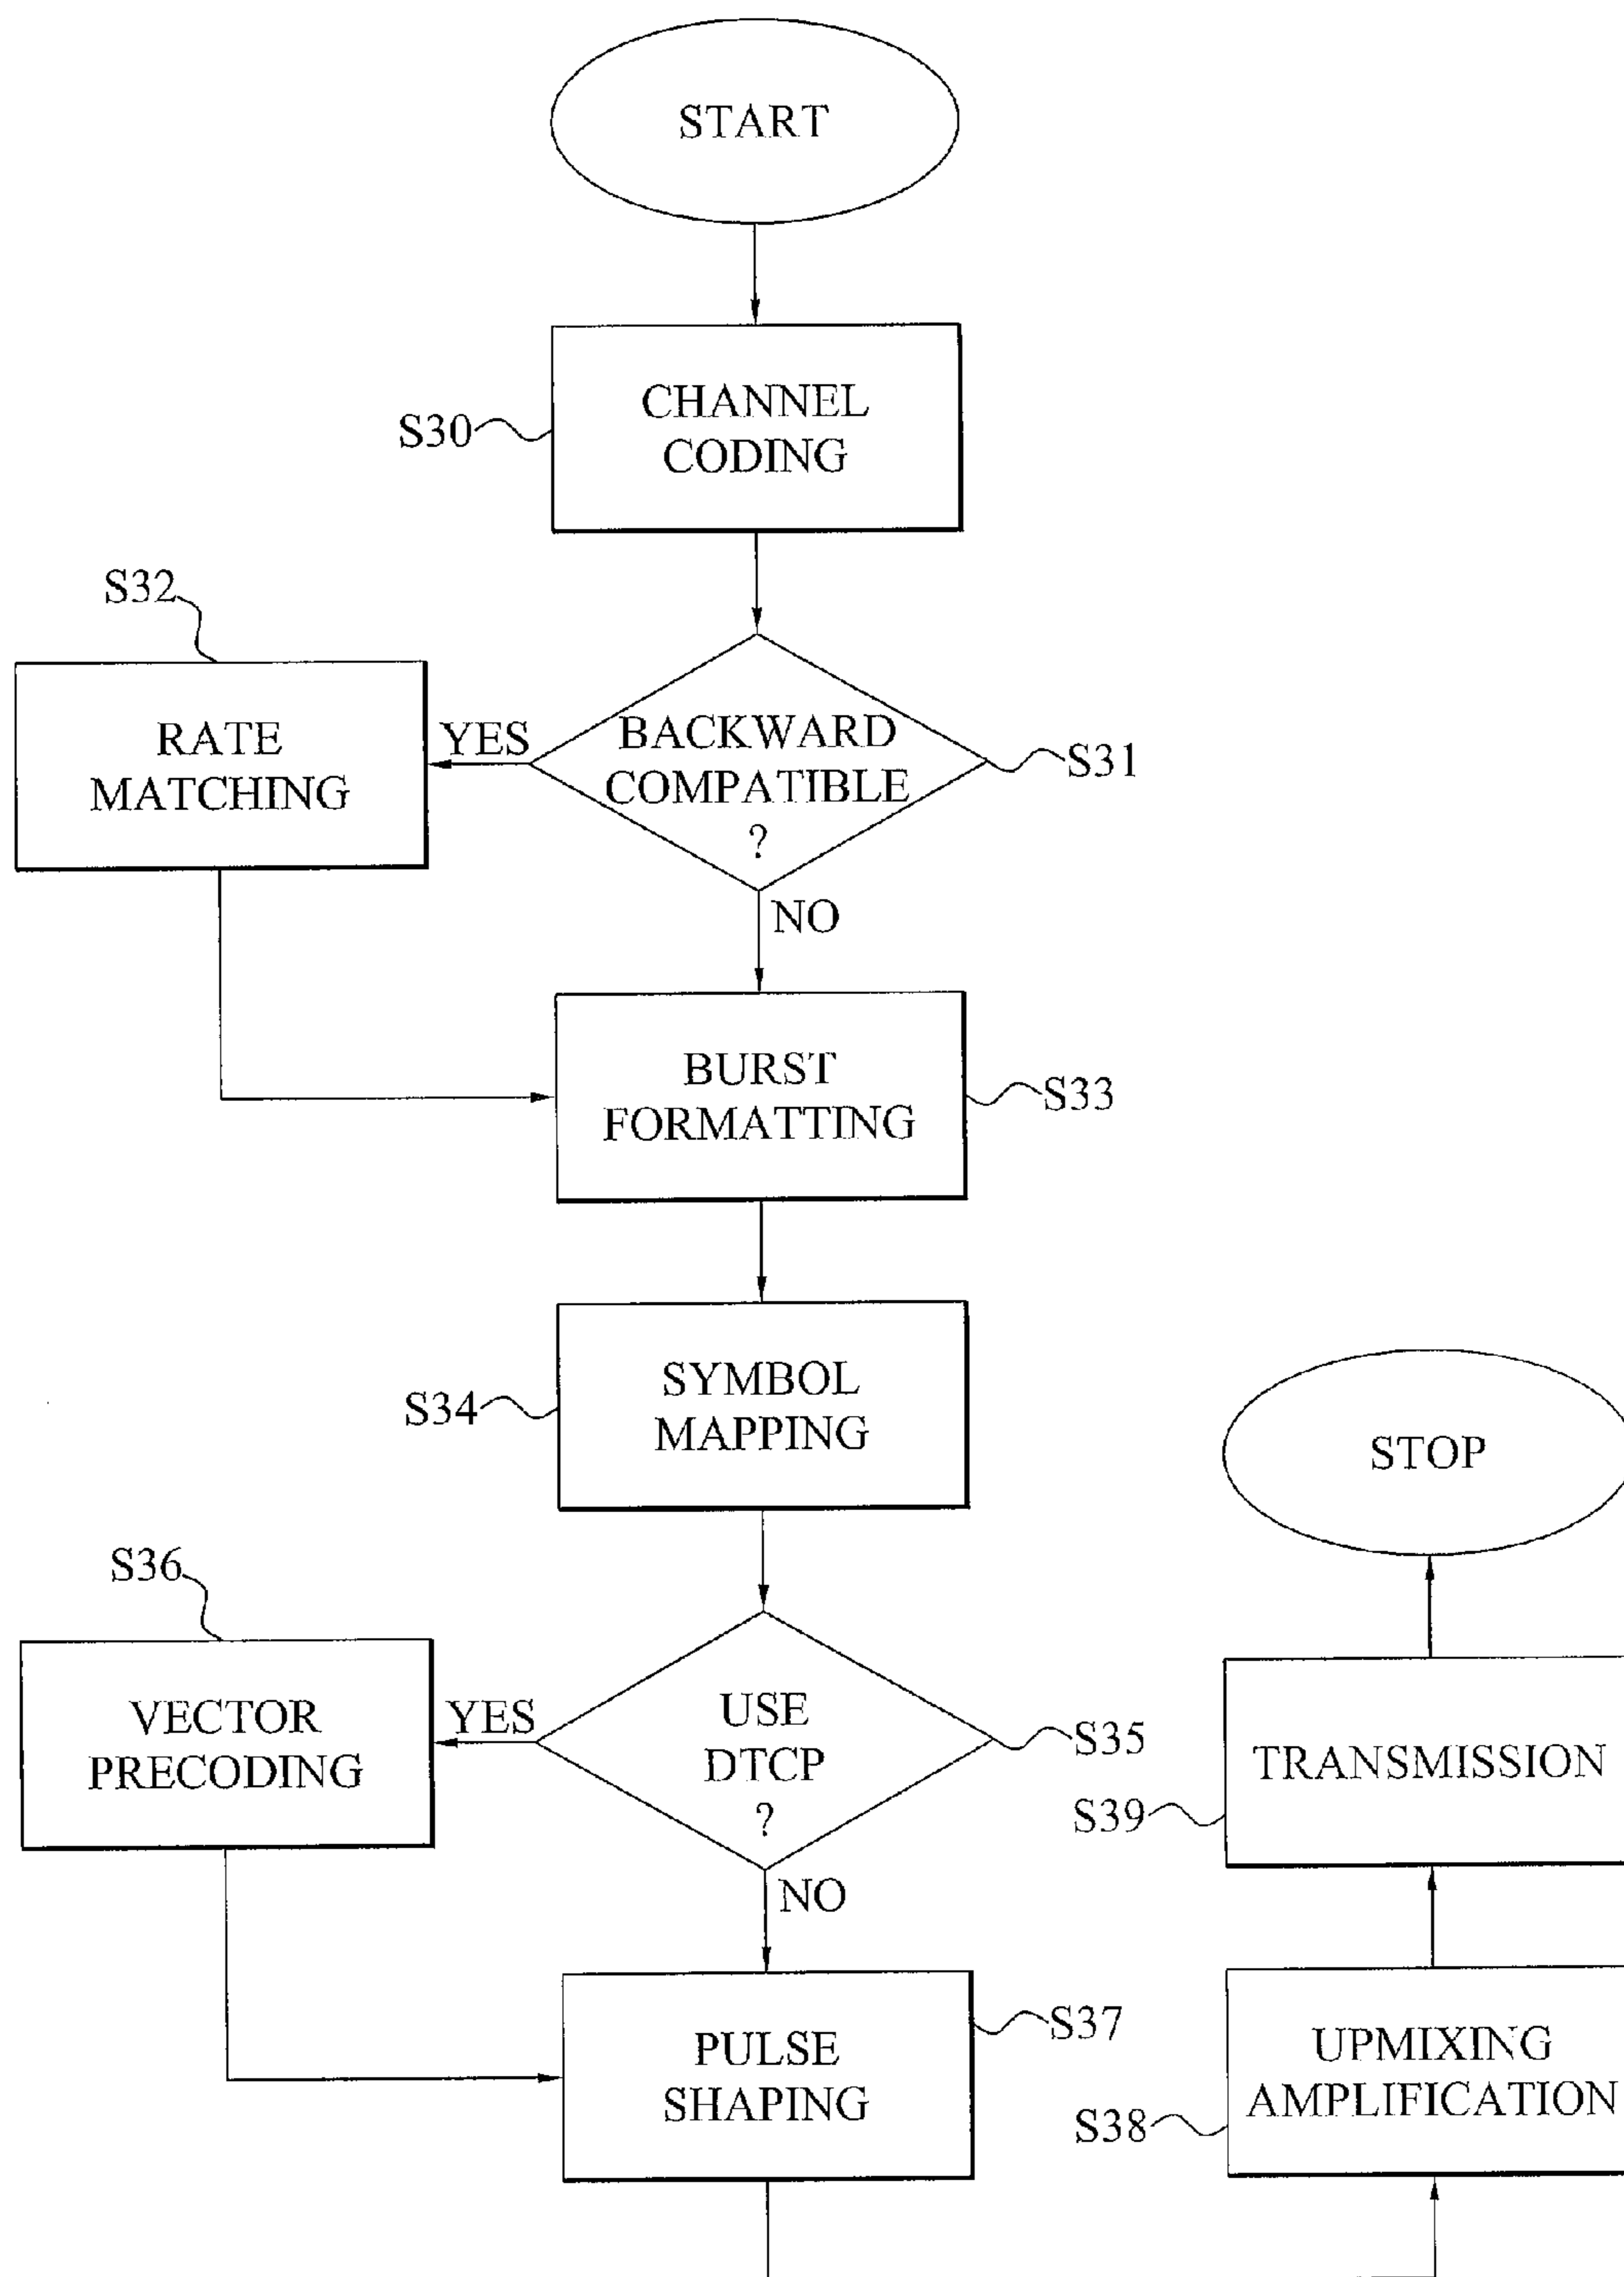 START
CHANNEL
CODING
S30
S32
RATE
MATCHING
YES
BACKWARD
COMPATIBLE
?
S31
NO
BURST
FORMATTING
S33
SYMBOL
MAPPING
S34
S36
VECTOR
PRECODING
YES
USE
DTCP
?
S35
NO
PULSE
SHAPING
S37
UPMIXING
AMPLIFICATION
S38
TRANSMISSION
S39
STOP